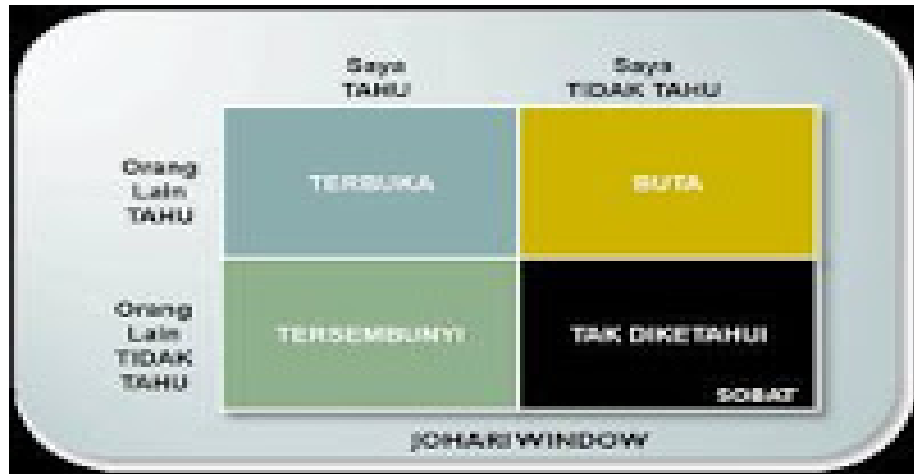 Saya
TAHU
Saya
TIDAK TAHU
Orang
Lain
TAHU
TERBUKA
BUTA
Orang
Lain
TIDAK
TAHU
TERSEMBUNYI
TAK DIKETAHUI
SOBAT
JOHARI WINDOW